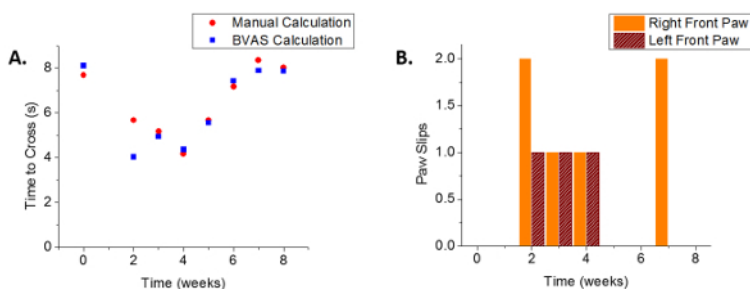 Manual Calculation
BVAS Calculation
A.
8
6
4
2
0
Time to Cross (s)
0 2 4 6 8
Time (weeks)
Right Front Paw
Left Front Paw
B.
2.0
1.5
1.0
0.5
0.0
Paw Slips
0 2 4 6 8
Time (weeks)